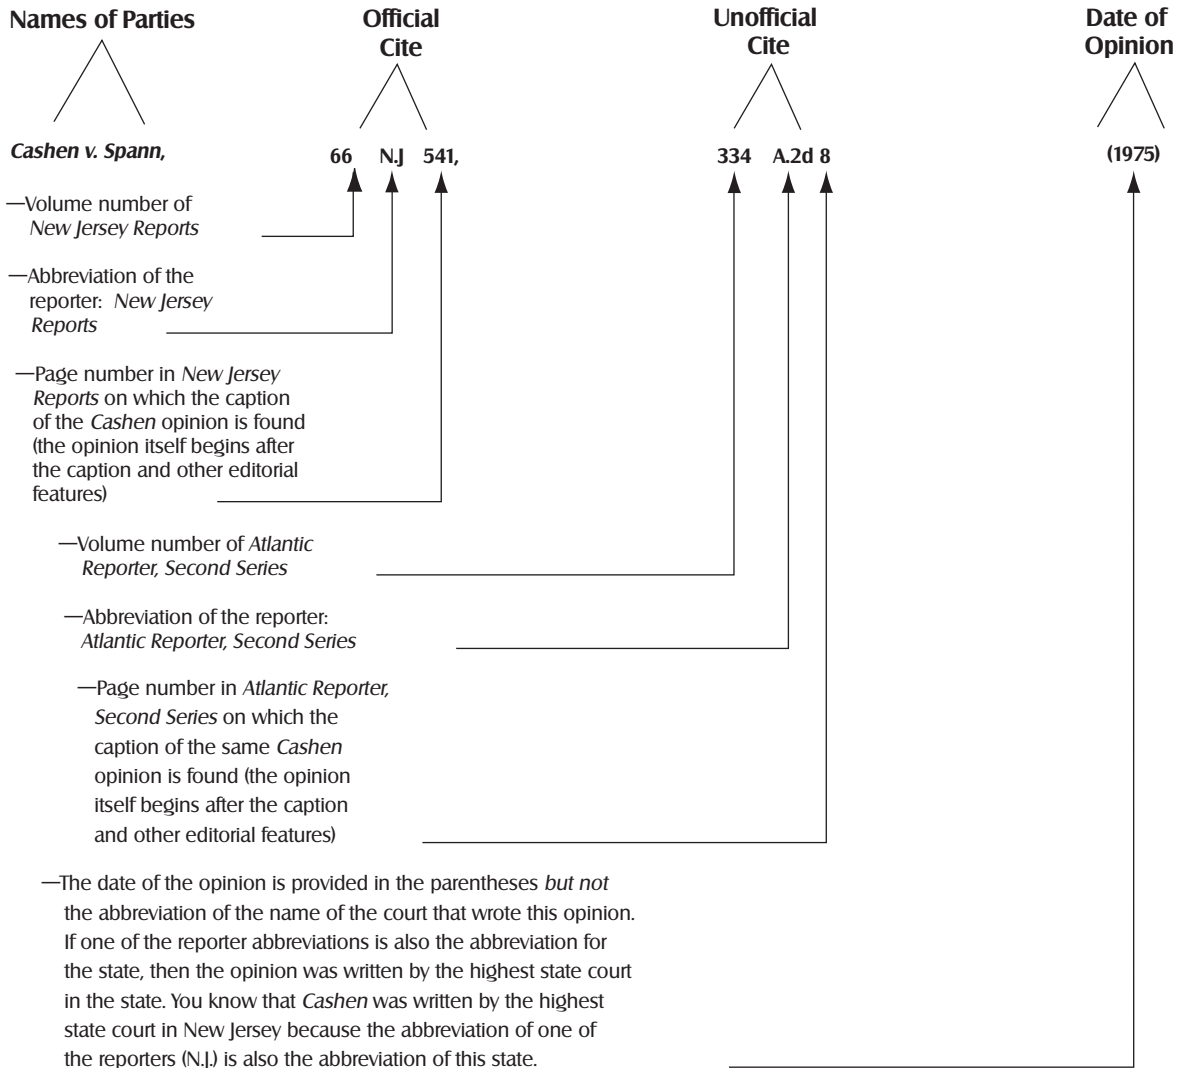 Names of Parties
Official
Cite
Unofficial
Cite
Date of
Opinion
Cashen v. Spann,
66 N.J 541,
334 A.2d 8
(1975)
—Volume number of
New Jersey Reports
—Abbreviation of the
reporter: New Jersey
Reports
—Page number in New Jersey
Reports on which the caption
of the Cashen opinion is found
(the opinion itself begins after
the caption and other editorial
features)
—Volume number of Atlantic
Reporter, Second Series
—Abbreviation of the reporter:
Atlantic Reporter, Second Series
—Page number in Atlantic Reporter,
Second Series on which the
caption of the same Cashen
opinion is found (the opinion
itself begins after the caption
and other editorial features)
—The date of the opinion is provided in the parentheses but not
the abbreviation of the name of the court that wrote this opinion.
If one of the reporter abbreviations is also the abbreviation for
the state, then the opinion was written by the highest state court
in the state. You know that Cashen was written by the highest
state court in New Jersey because the abbreviation of one of
the reporters (N.J.) is also the abbreviation of this state.